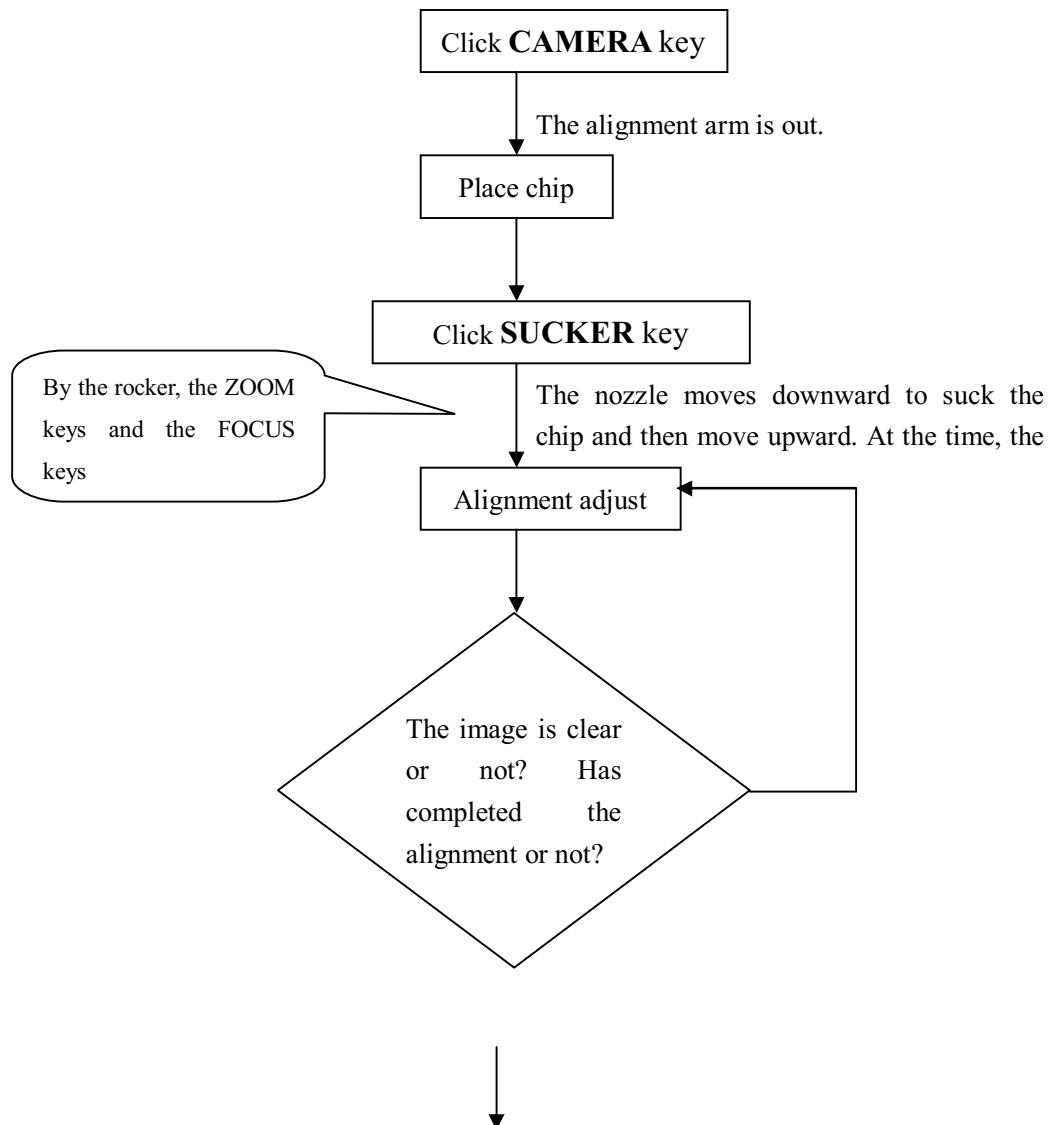 Click CAMERA key
The alignment arm is out.
Place chip
Click SUCKER key
By the rocker, the ZOOM
keys and the FOCUS
keys
The nozzle moves downward to suck the
chip and then move upward. At the time, the
Alignment adjust
The image is clear
or not? Has
completed the
alignment or not?